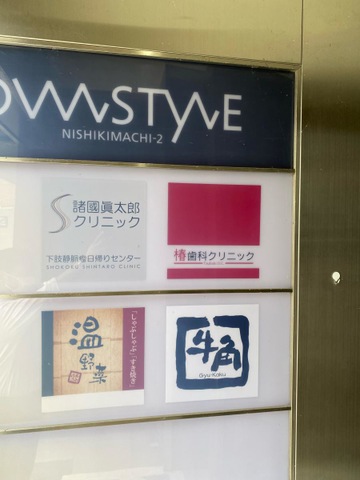 OWNSTYLE
NISHIKIMACHI-2
諸國眞太郎
クリニック
下肢静脈瘤日帰りセンター
SHOKOKU SHINTARO CLINIC
椿歯科クリニック
「しゃぶしゃぶ」「すき焼き」
温野菜
牛角
Gyu-Kaku